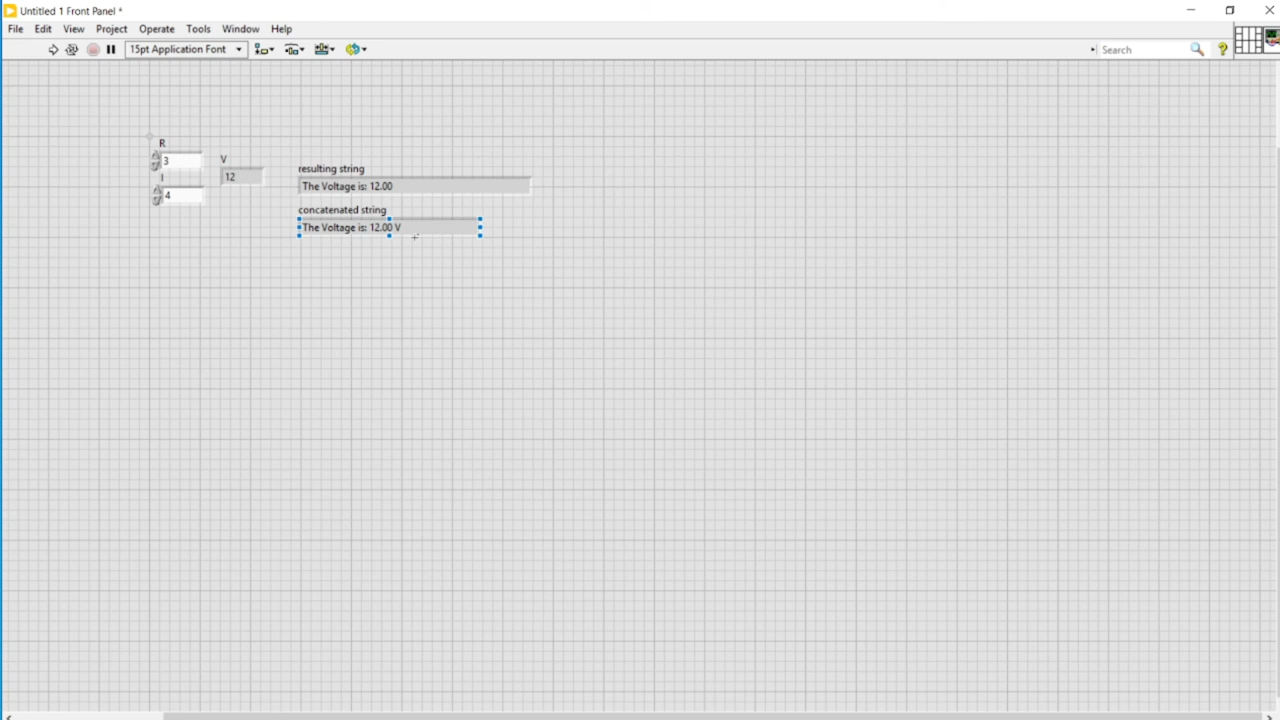 Untitled 1 Front Panel *
File Edit View Project Operate Tools Window Help
15pt Application Font
Search
?
R
3
V
resulting string
I
12
The Voltage is: 12.00
4
concatenated string
The Voltage is: 12.00 V